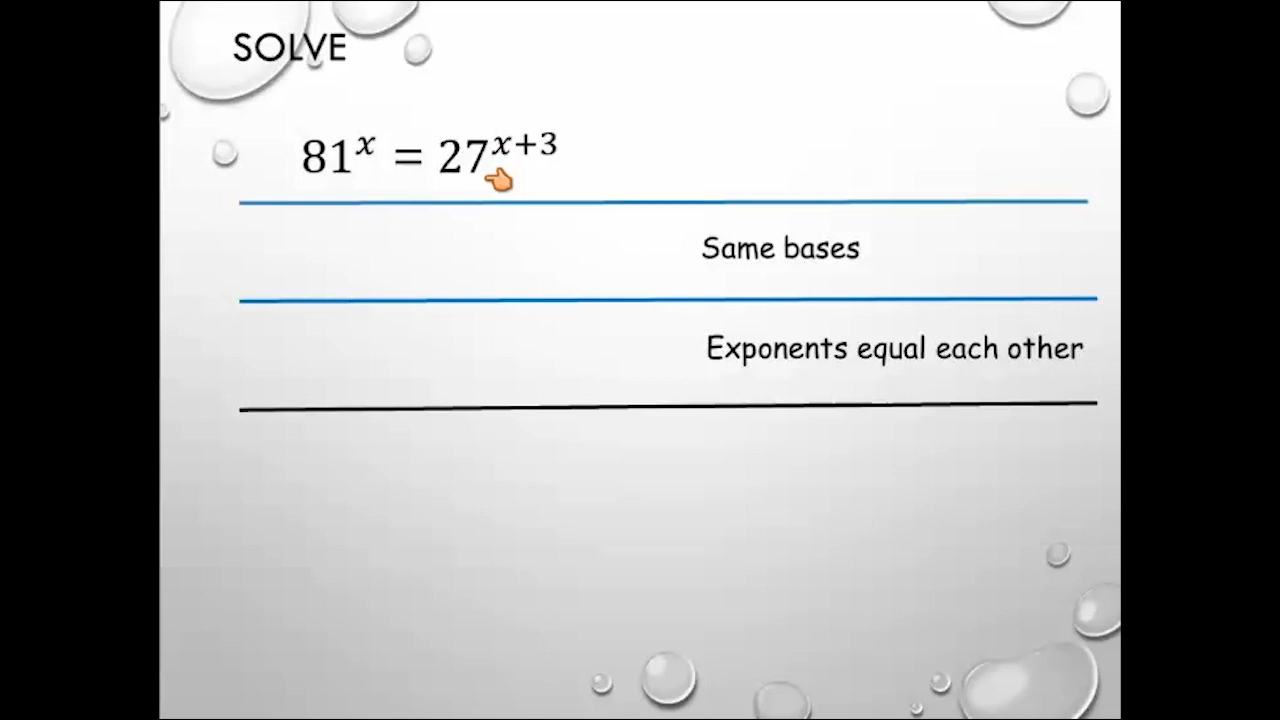 SOLVE
81^x = 27^{x+3}
Same bases
Exponents equal each other